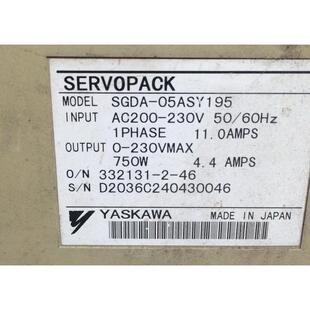 SERVOPACK
MODEL SGDA-05ASY195
INPUT AC200-230V 50/60Hz
1PHASE 11.0AMPS
OUTPUT 0-230VMAX
750W 4.4 AMPS
O/N 332131-2-46
S/N D2036C240430046
YASKAWA MADE IN JAPAN